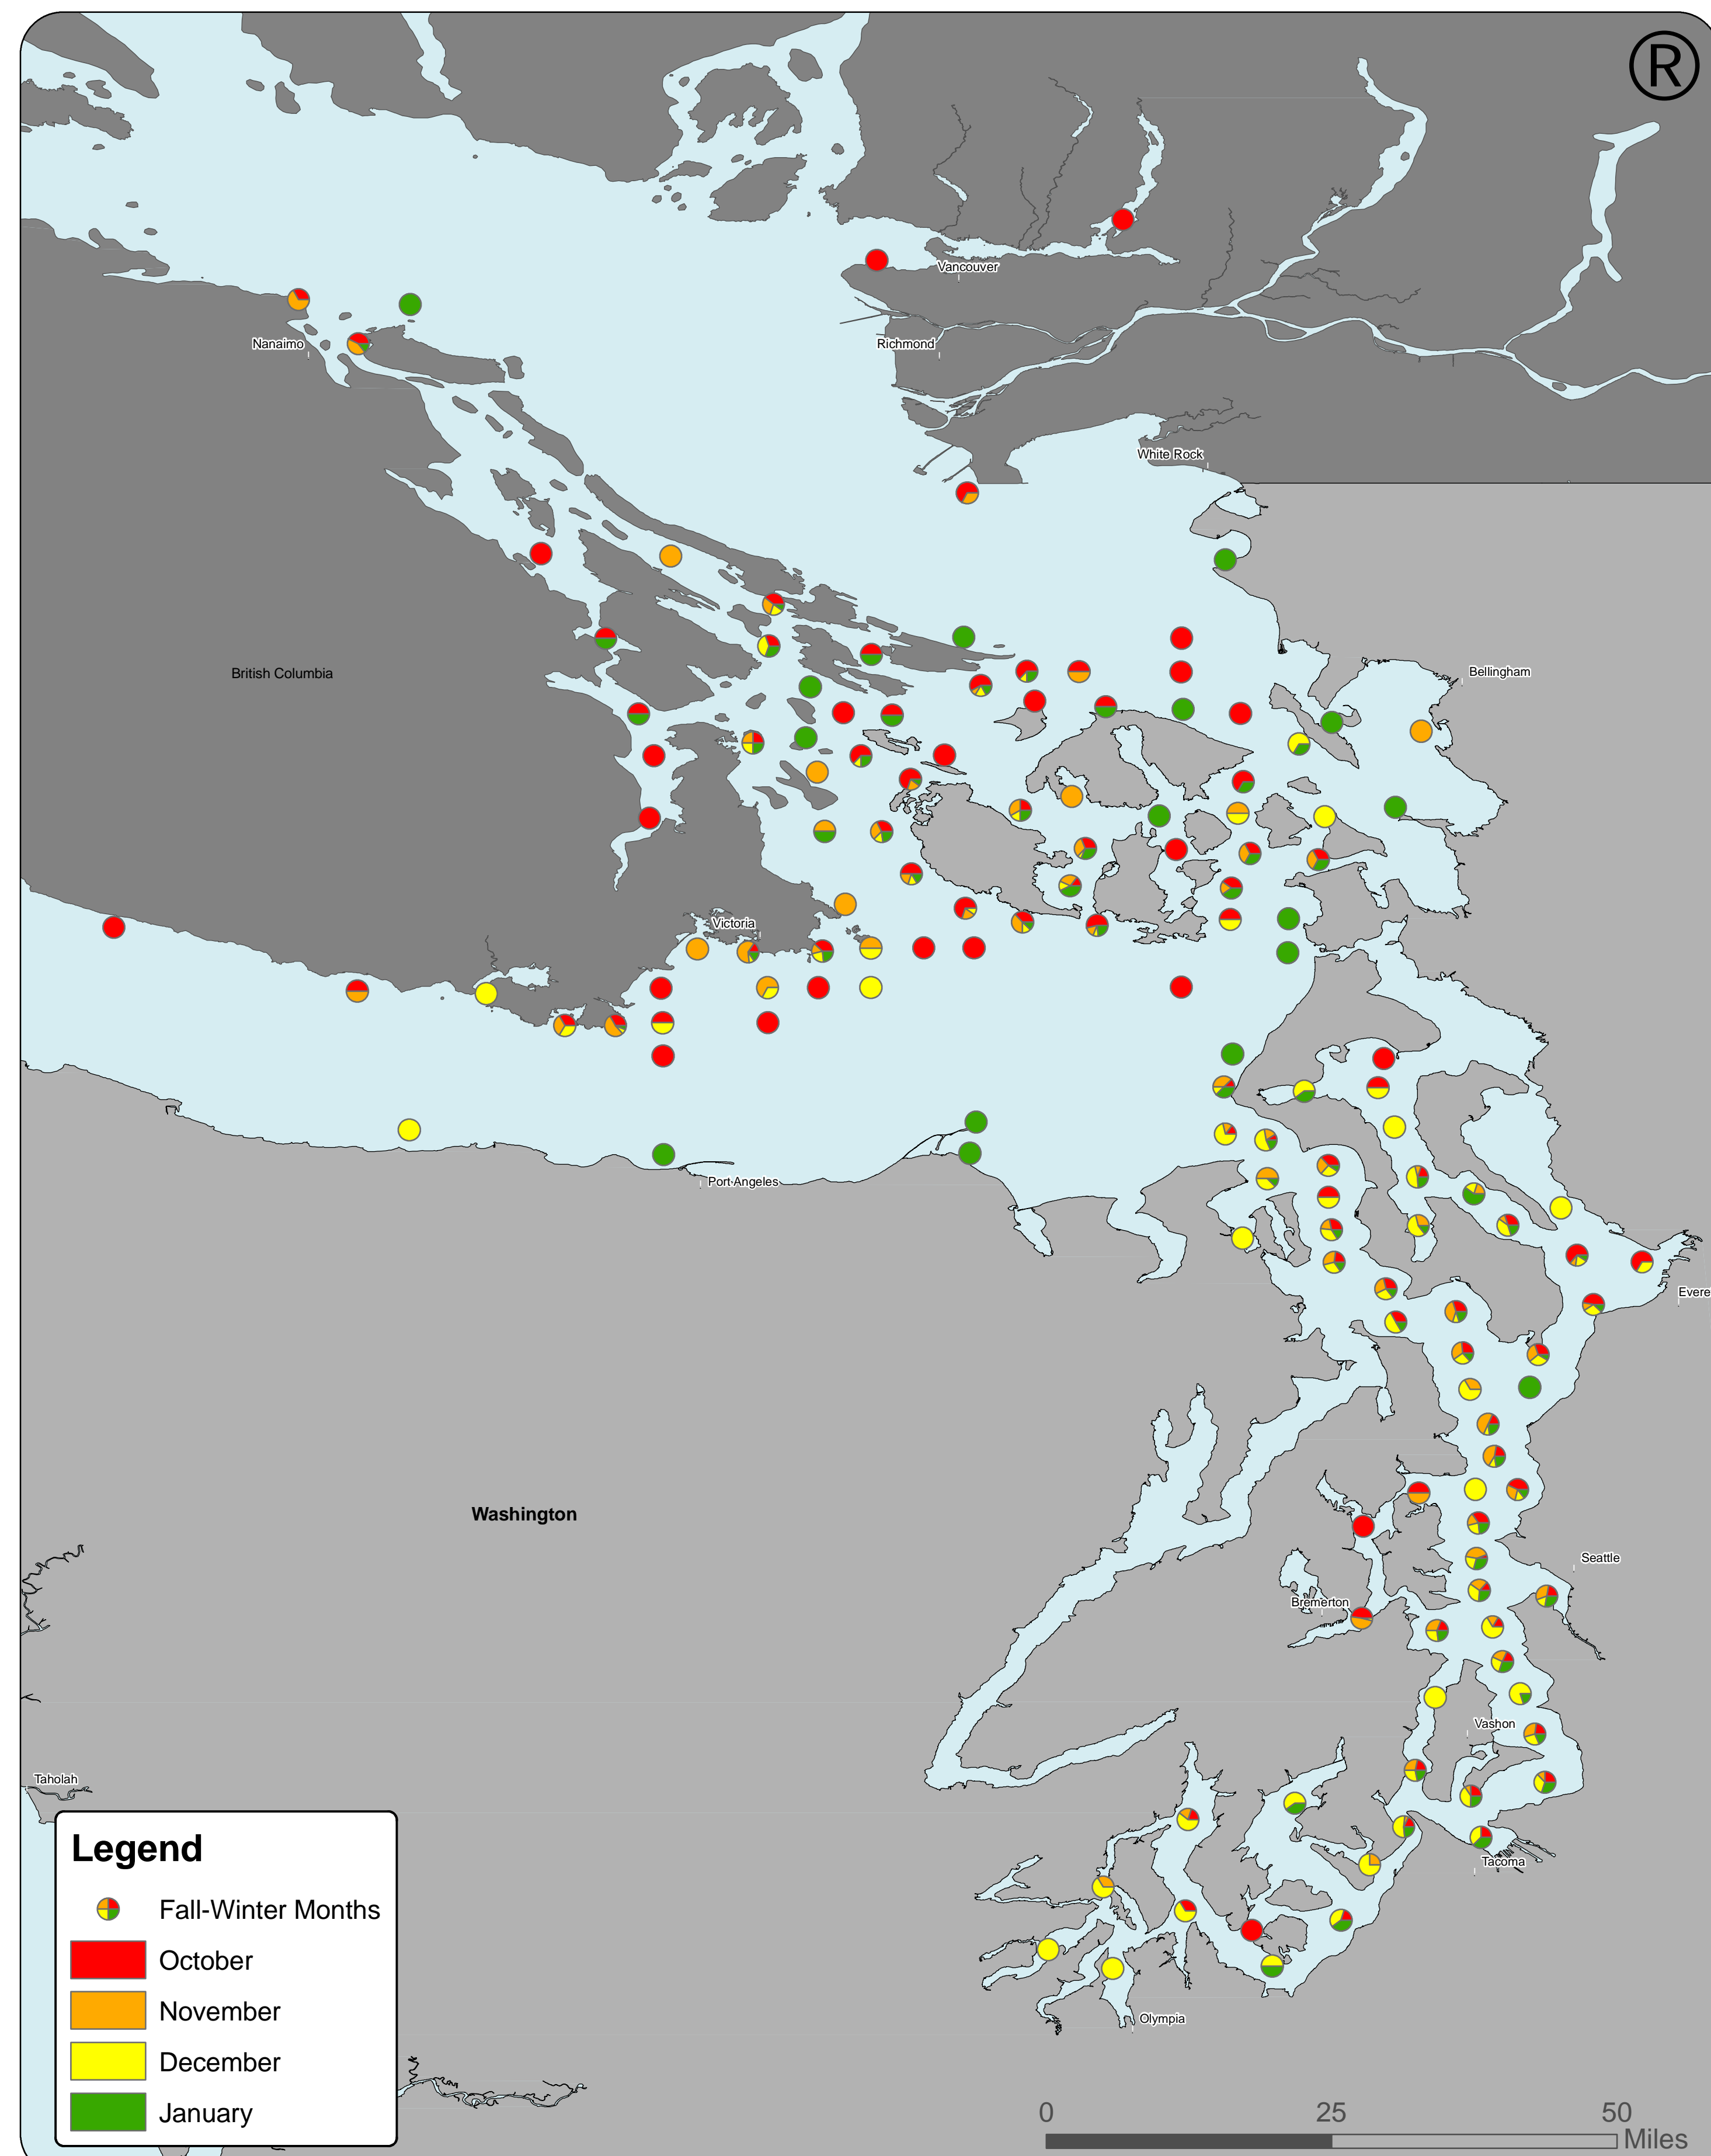 ®
Vancouver
Nanaimo
Richmond
White Rock
British Columbia
Bellingham
Victoria
Port Angeles
Evere
Washington
Seattle
Bremerton
Vashon
Taholah
Tacoma
Olympia
Legend
Fall-Winter Months
October
November
December
January
0 25 50
Miles